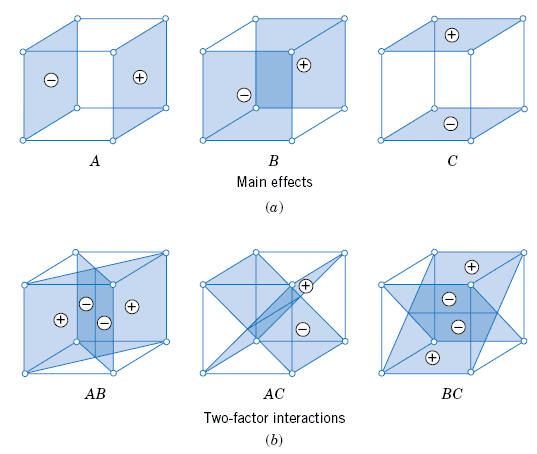 − + − + + −
A B C
Main effects
(a)
+ − − + + − + − − +
AB AC BC
Two-factor interactions
(b)